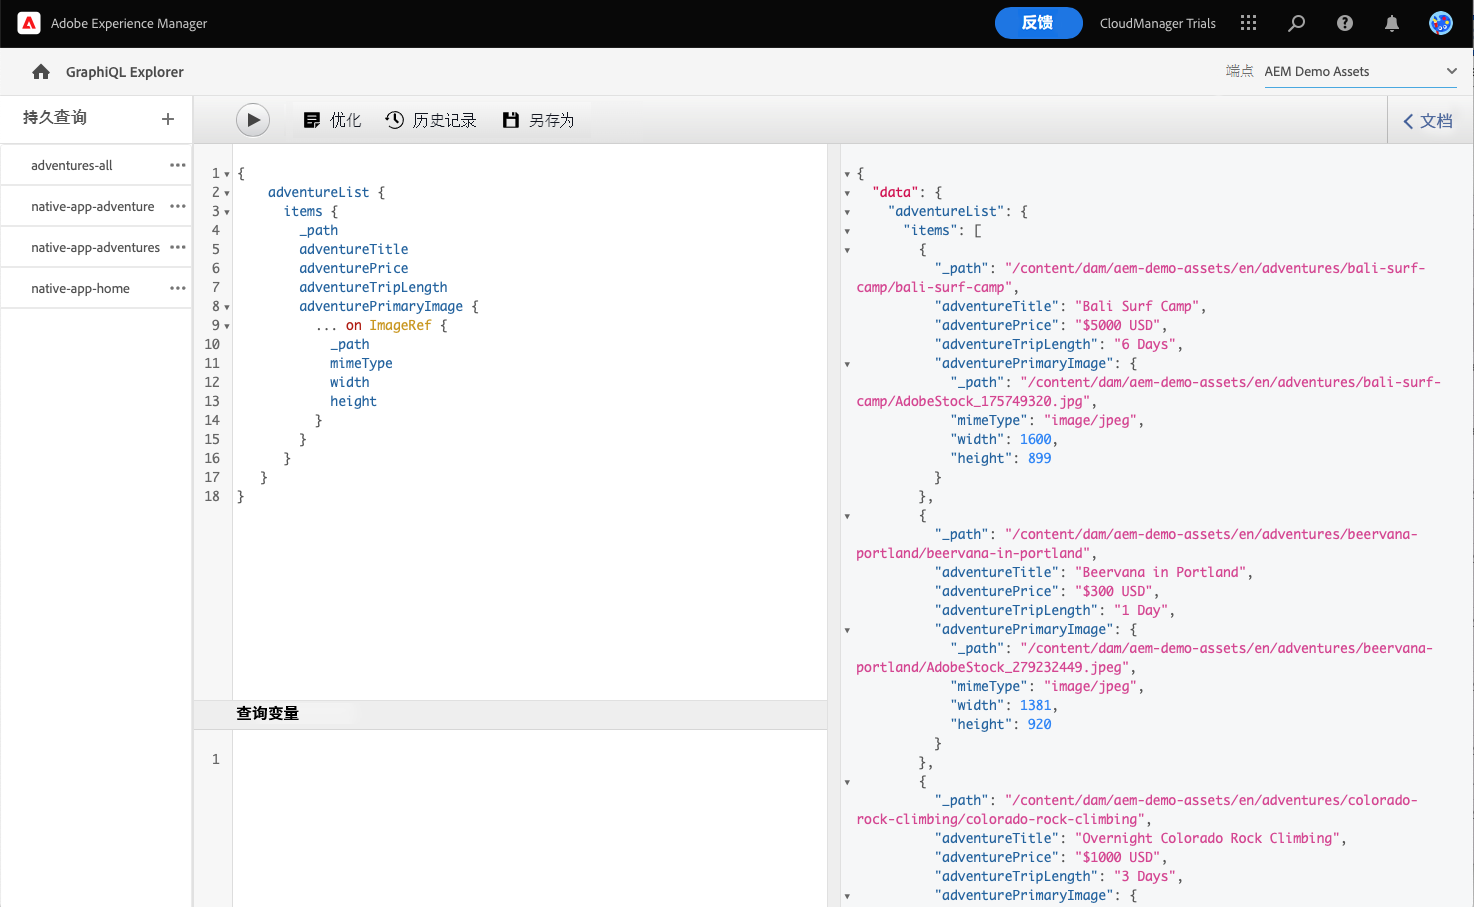 Adobe Experience Manager
反馈
CloudManager Trials
GraphiQL Explorer
端点
AEM Demo Assets
持久查询
优化
历史记录
另存为
文档
adventures-all
native-app-adventure
native-app-adventures
native-app-home
1 {
2 adventureList {
3 items {
4 _path
5 adventureTitle
6 adventurePrice
7 adventureTripLength
8 adventurePrimaryImage {
9 ... on ImageRef {
10 _path
11 mimeType
12 width
13 height
14 }
15 }
16 }
17 }
18 }
查询变量
1
{
"data": {
"adventureList": {
"items": [
{
"_path": "/content/dam/aem-demo-assets/en/adventures/bali-surf-
camp/bali-surf-camp",
"adventureTitle": "Bali Surf Camp",
"adventurePrice": "$5000 USD",
"adventureTripLength": "6 Days",
"adventurePrimaryImage": {
"_path": "/content/dam/aem-demo-assets/en/adventures/bali-surf-
camp/AdobeStock_175749320.jpg",
"mimeType": "image/jpeg",
"width": 1600,
"height": 899
}
},
{
"_path": "/content/dam/aem-demo-assets/en/adventures/beervana-
portland/beervana-in-portland",
"adventureTitle": "Beervana in Portland",
"adventurePrice": "$300 USD",
"adventureTripLength": "1 Day",
"adventurePrimaryImage": {
"_path": "/content/dam/aem-demo-assets/en/adventures/beervana-
portland/AdobeStock_279232449.jpeg",
"mimeType": "image/jpeg",
"width": 1381,
"height": 920
}
},
{
"_path": "/content/dam/aem-demo-assets/en/adventures/colorado-
rock-climbing/colorado-rock-climbing",
"adventureTitle": "Overnight Colorado Rock Climbing",
"adventurePrice": "$1000 USD",
"adventureTripLength": "3 Days",
"adventurePrimaryImage": {